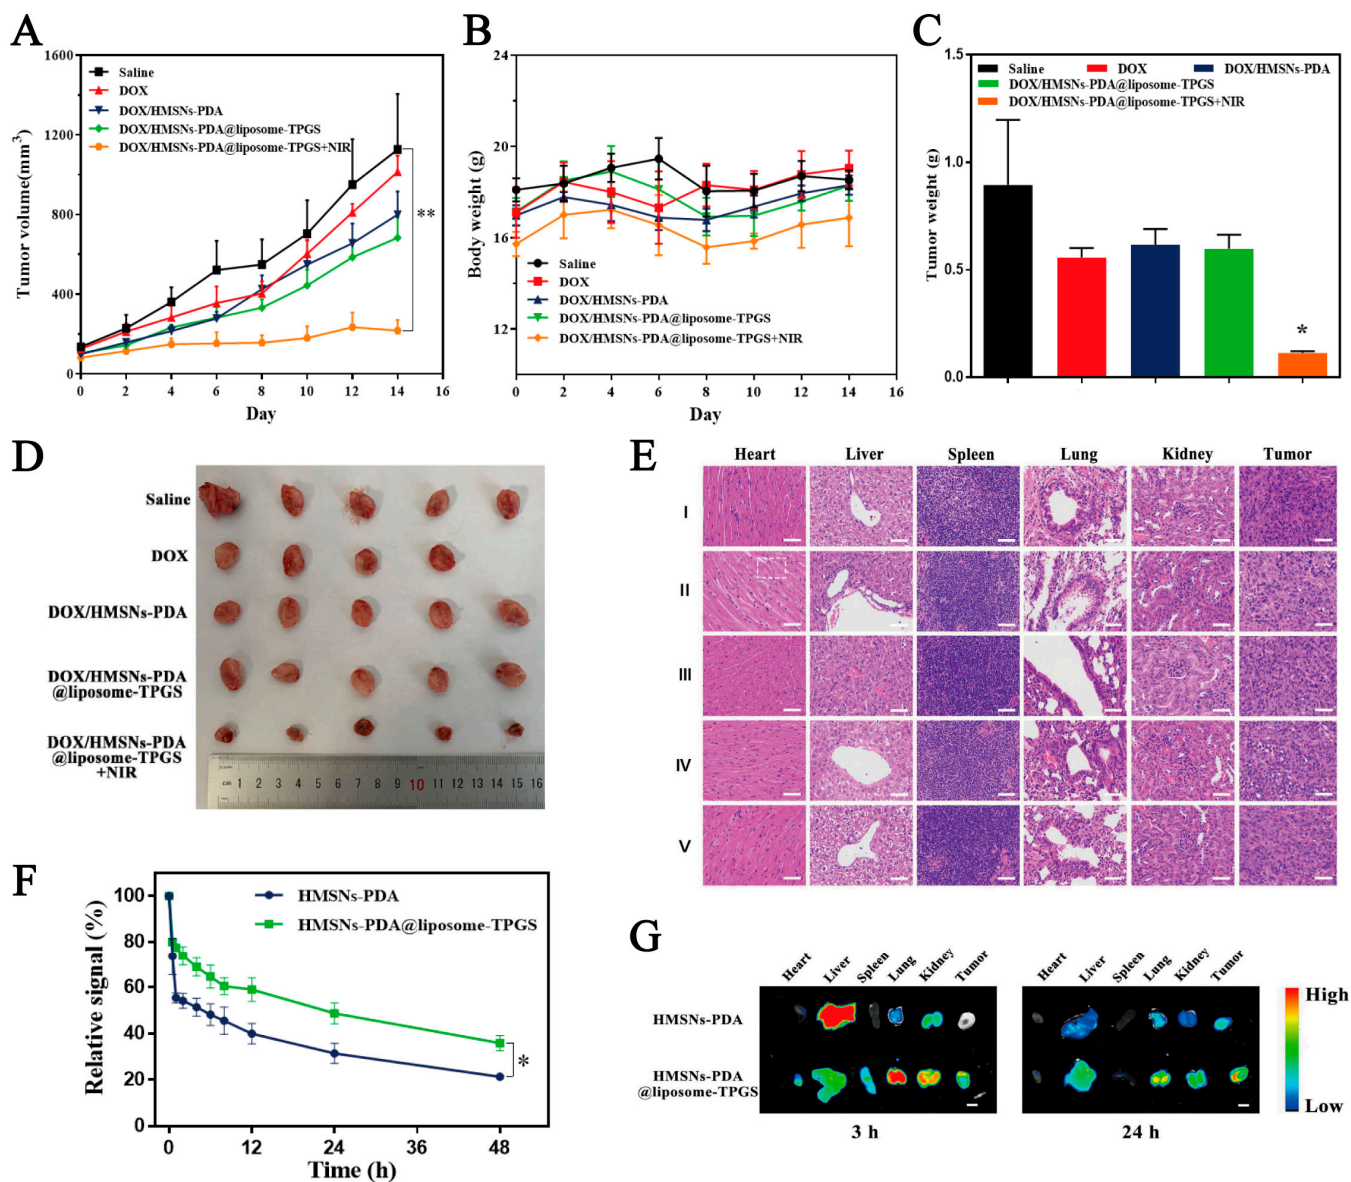 A
Tumor volume(mm³)
1600
1200
800
400
0
Saline
DOX
DOX/HMSNs-PDA
DOX/HMSNs-PDA@liposome-TPGS
DOX/HMSNs-PDA@liposome-TPGS+NIR
**
0 2 4 6 8 10 12 14 16
Day
B
Body weight (g)
24
20
16
12
Saline
DOX
DOX/HMSNs-PDA
DOX/HMSNs-PDA@liposome-TPGS
DOX/HMSNs-PDA@liposome-TPGS+NIR
0 2 4 6 8 10 12 14 16
Day
C
Tumor weight (g)
1.5
1.0
0.5
0.0
Saline DOX DOX/HMSNs-PDA
DOX/HMSNs-PDA@liposome-TPGS
DOX/HMSNs-PDA@liposome-TPGS+NIR
*
D
Saline
DOX
DOX/HMSNs-PDA
DOX/HMSNs-PDA
@liposome-TPGS
DOX/HMSNs-PDA
@liposome-TPGS
+NIR
cm 1 2 3 4 5 6 7 8 9 10 11 12 13 14 15 16
E
Heart Liver Spleen Lung Kidney Tumor
I
II
III
IV
V
F
Relative signal (%)
100
80
60
40
20
0
HMSNs-PDA
HMSNs-PDA@liposome-TPGS
*
0 12 24 36 48
Time (h)
G
Heart Liver Spleen Lung Kidney Tumor
Heart Liver Spleen Lung Kidney Tumor
HMSNs-PDA
HMSNs-PDA
@liposome-TPGS
3 h
24 h
High
Low